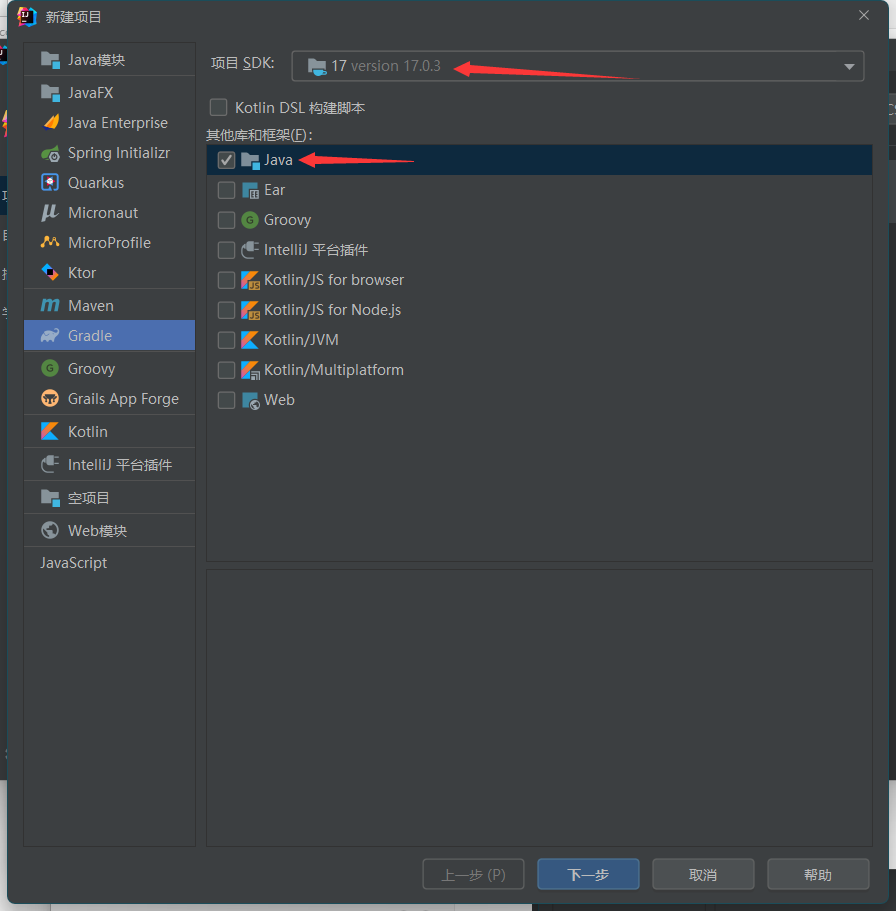 新建项目
Java模块
JavaFX
Java Enterprise
Spring Initializr
Quarkus
Micronaut
MicroProfile
Ktor
Maven
Gradle
Groovy
Grails App Forge
Kotlin
IntelliJ 平台插件
空项目
Web模块
JavaScript
项目 SDK:
17 version 17.0.3
Kotlin DSL 构建脚本
其他库和框架(F):
Java
Ear
Groovy
IntelliJ 平台插件
Kotlin/JS for browser
Kotlin/JS for Node.js
Kotlin/JVM
Kotlin/Multiplatform
Web
上一步 (P)
下一步
取消
帮助